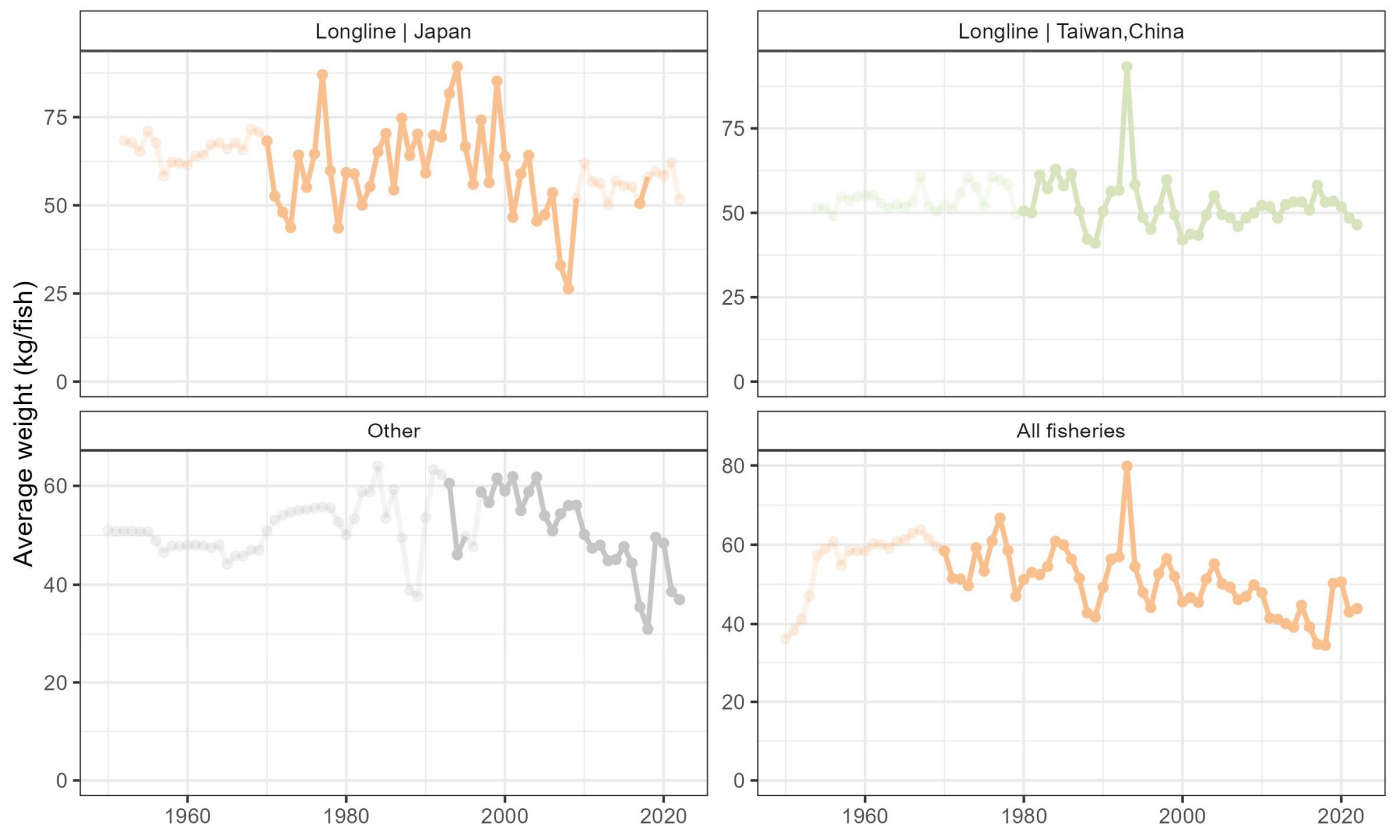 Longline | Japan
Longline | Taiwan,China
75
50
25
0
75
50
25
0
Average weight (kg/fish)
Other
All fisheries
60
40
20
0
80
60
40
20
0
1960 1980 2000 2020
1960 1980 2000 2020